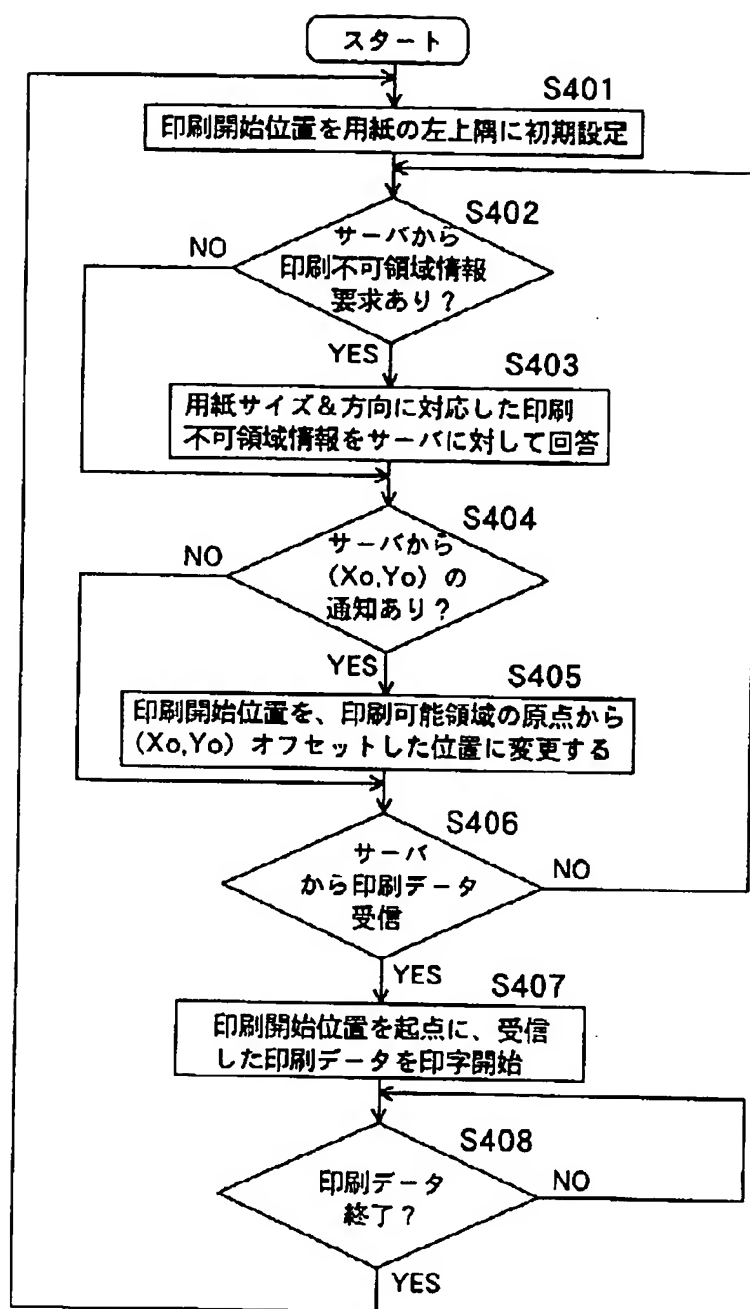 スタート
S401
印刷開始位置を用紙の左上隅に初期設定
S402
サーバから
印刷不可領域情報
要求あり？
NO
YES
S403
用紙サイズ＆方向に対応した印刷
不可領域情報をサーバに対して回答
S404
サーバから
(Xo,Yo) の
通知あり？
NO
YES
S405
印刷開始位置を、印刷可能領域の原点から
(Xo,Yo) オフセットした位置に変更する
S406
サーバ
から印刷データ
受信
NO
YES
S407
印刷開始位置を起点に、受信
した印刷データを印字開始
S408
印刷データ
終了？
NO
YES